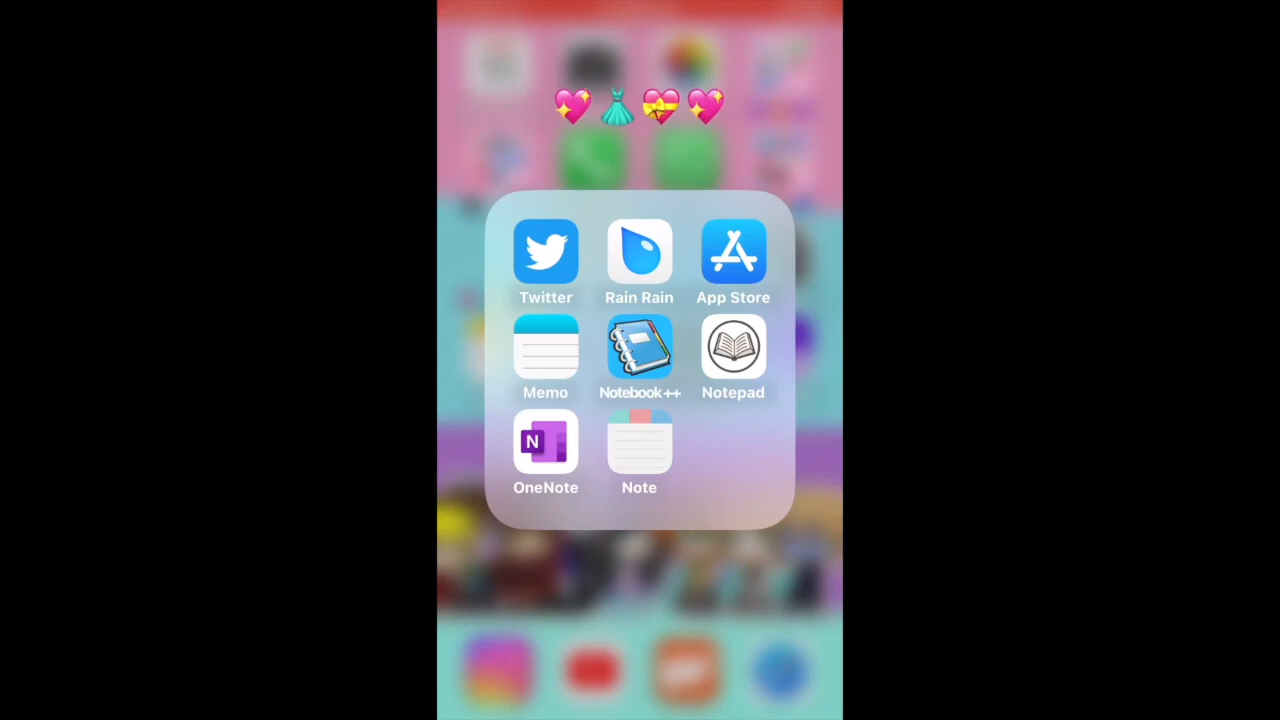 💖👗💝💖
Twitter Rain Rain App Store
Memo Notebook++ Notepad
N
OneNote Note